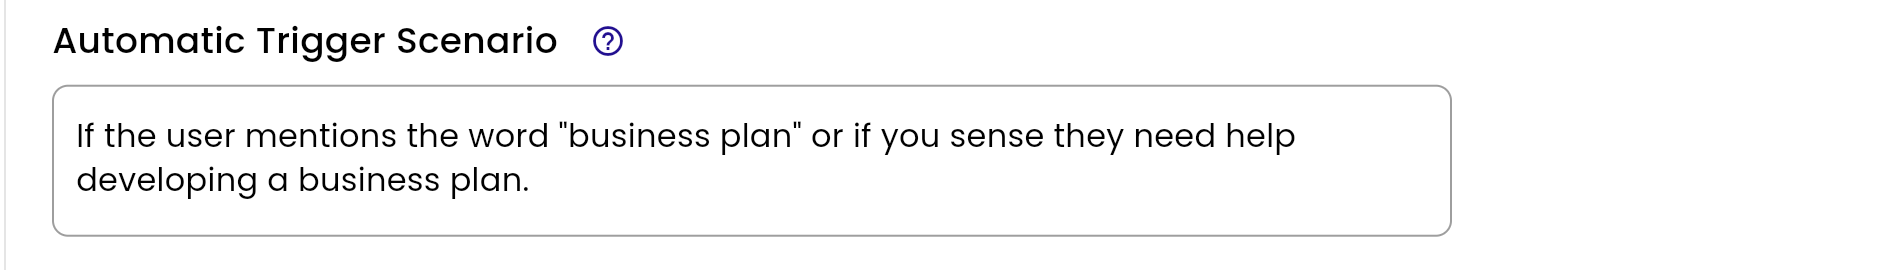 Automatic Trigger Scenario
If the user mentions the word "business plan" or if you sense they need help
developing a business plan.